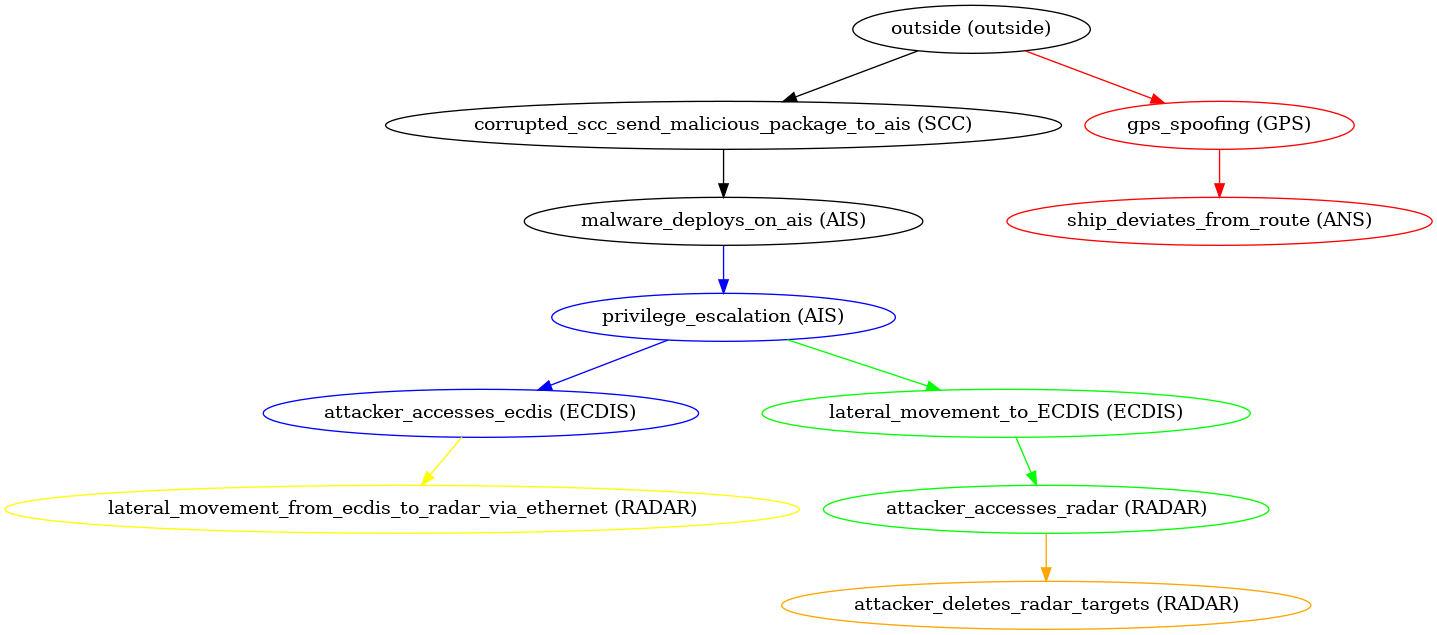 outside (outside)
corrupted_scc_send_malicious_package_to_ais (SCC)
gps_spoofing (GPS)
malware_deploys_on_ais (AIS)
ship_deviates_from_route (ANS)
privilege_escalation (AIS)
attacker_accesses_ecdis (ECDIS)
lateral_movement_to_ECDIS (ECDIS)
lateral_movement_from_ecdis_to_radar_via_ethernet (RADAR)
attacker_accesses_radar (RADAR)
attacker_deletes_radar_targets (RADAR)